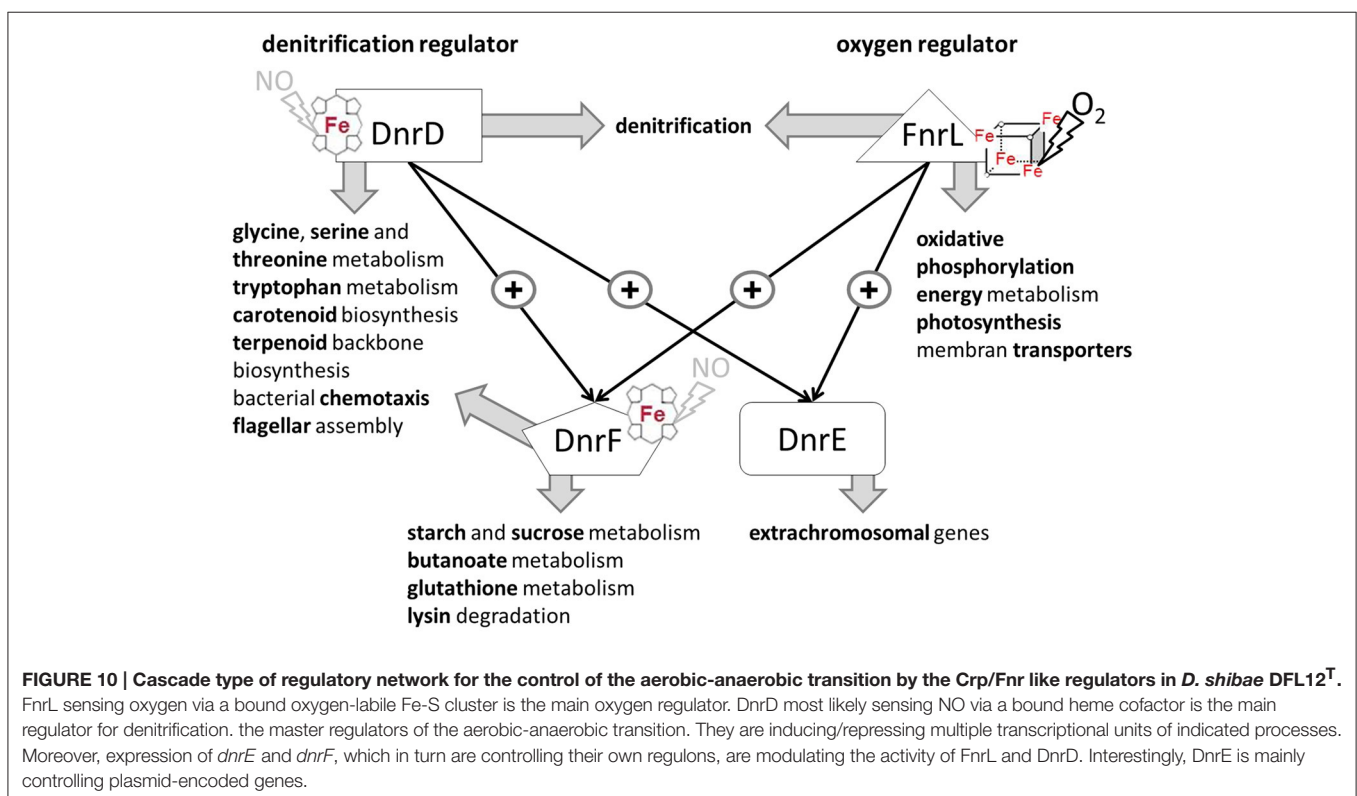 denitrification regulator
oxygen regulator
NO
Fe
DnrD
denitrification
FnrL
Fe
Fe
Fe
Fe
O2
glycine, serine and
threonine metabolism
tryptophan metabolism
carotenoid biosynthesis
terpenoid backbone
biosynthesis
bacterial chemotaxis
flagellar assembly
+
+
+
+
oxidative
phosphorylation
energy metabolism
photosynthesis
membran transporters
NO
Fe
DnrF
DnrE
starch and sucrose metabolism
butanoate metabolism
glutathione metabolism
lysin degradation
extrachromosomal genes
FIGURE 10 | Cascade type of regulatory network for the control of the aerobic-anaerobic transition by the Crp/Fnr like regulators in D. shibae DFL12T.
FnrL sensing oxygen via a bound oxygen-labile Fe-S cluster is the main oxygen regulator. DnrD most likely sensing NO via a bound heme cofactor is the main
regulator for denitrification. the master regulators of the aerobic-anaerobic transition. They are inducing/repressing multiple transcriptional units of indicated processes.
Moreover, expression of dnrE and dnrF, which in turn are controlling their own regulons, are modulating the activity of FnrL and DnrD. Interestingly, DnrE is mainly
controlling plasmid-encoded genes.